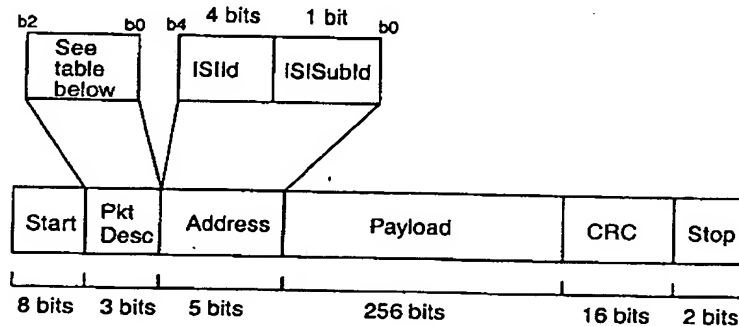 4 bits 1 bit
b2 b0 b4 b0
See
table
below
ISIId ISISubId
Start Pkt
Desc Address Payload CRC Stop
8 bits 3 bits 5 bits 256 bits 16 bits 2 bits